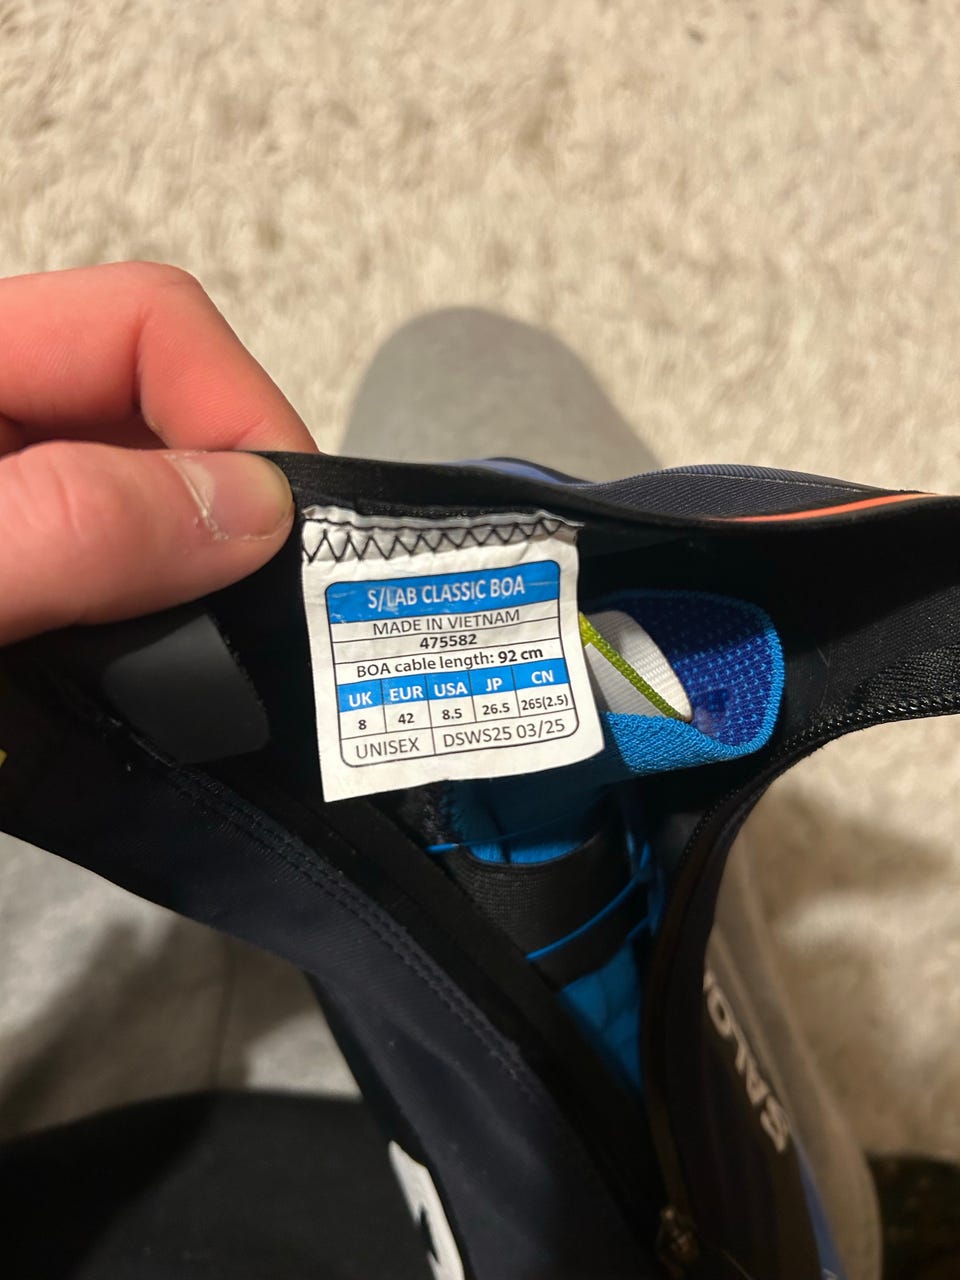 S/LAB CLASSIC BOA
MADE IN VIETNAM
475582
BOA cable length: 92 cm
UK EUR USA JP CN
8 42 8.5 26.5 265(2.5)
UNISEX DSWS25 03/25
SALO